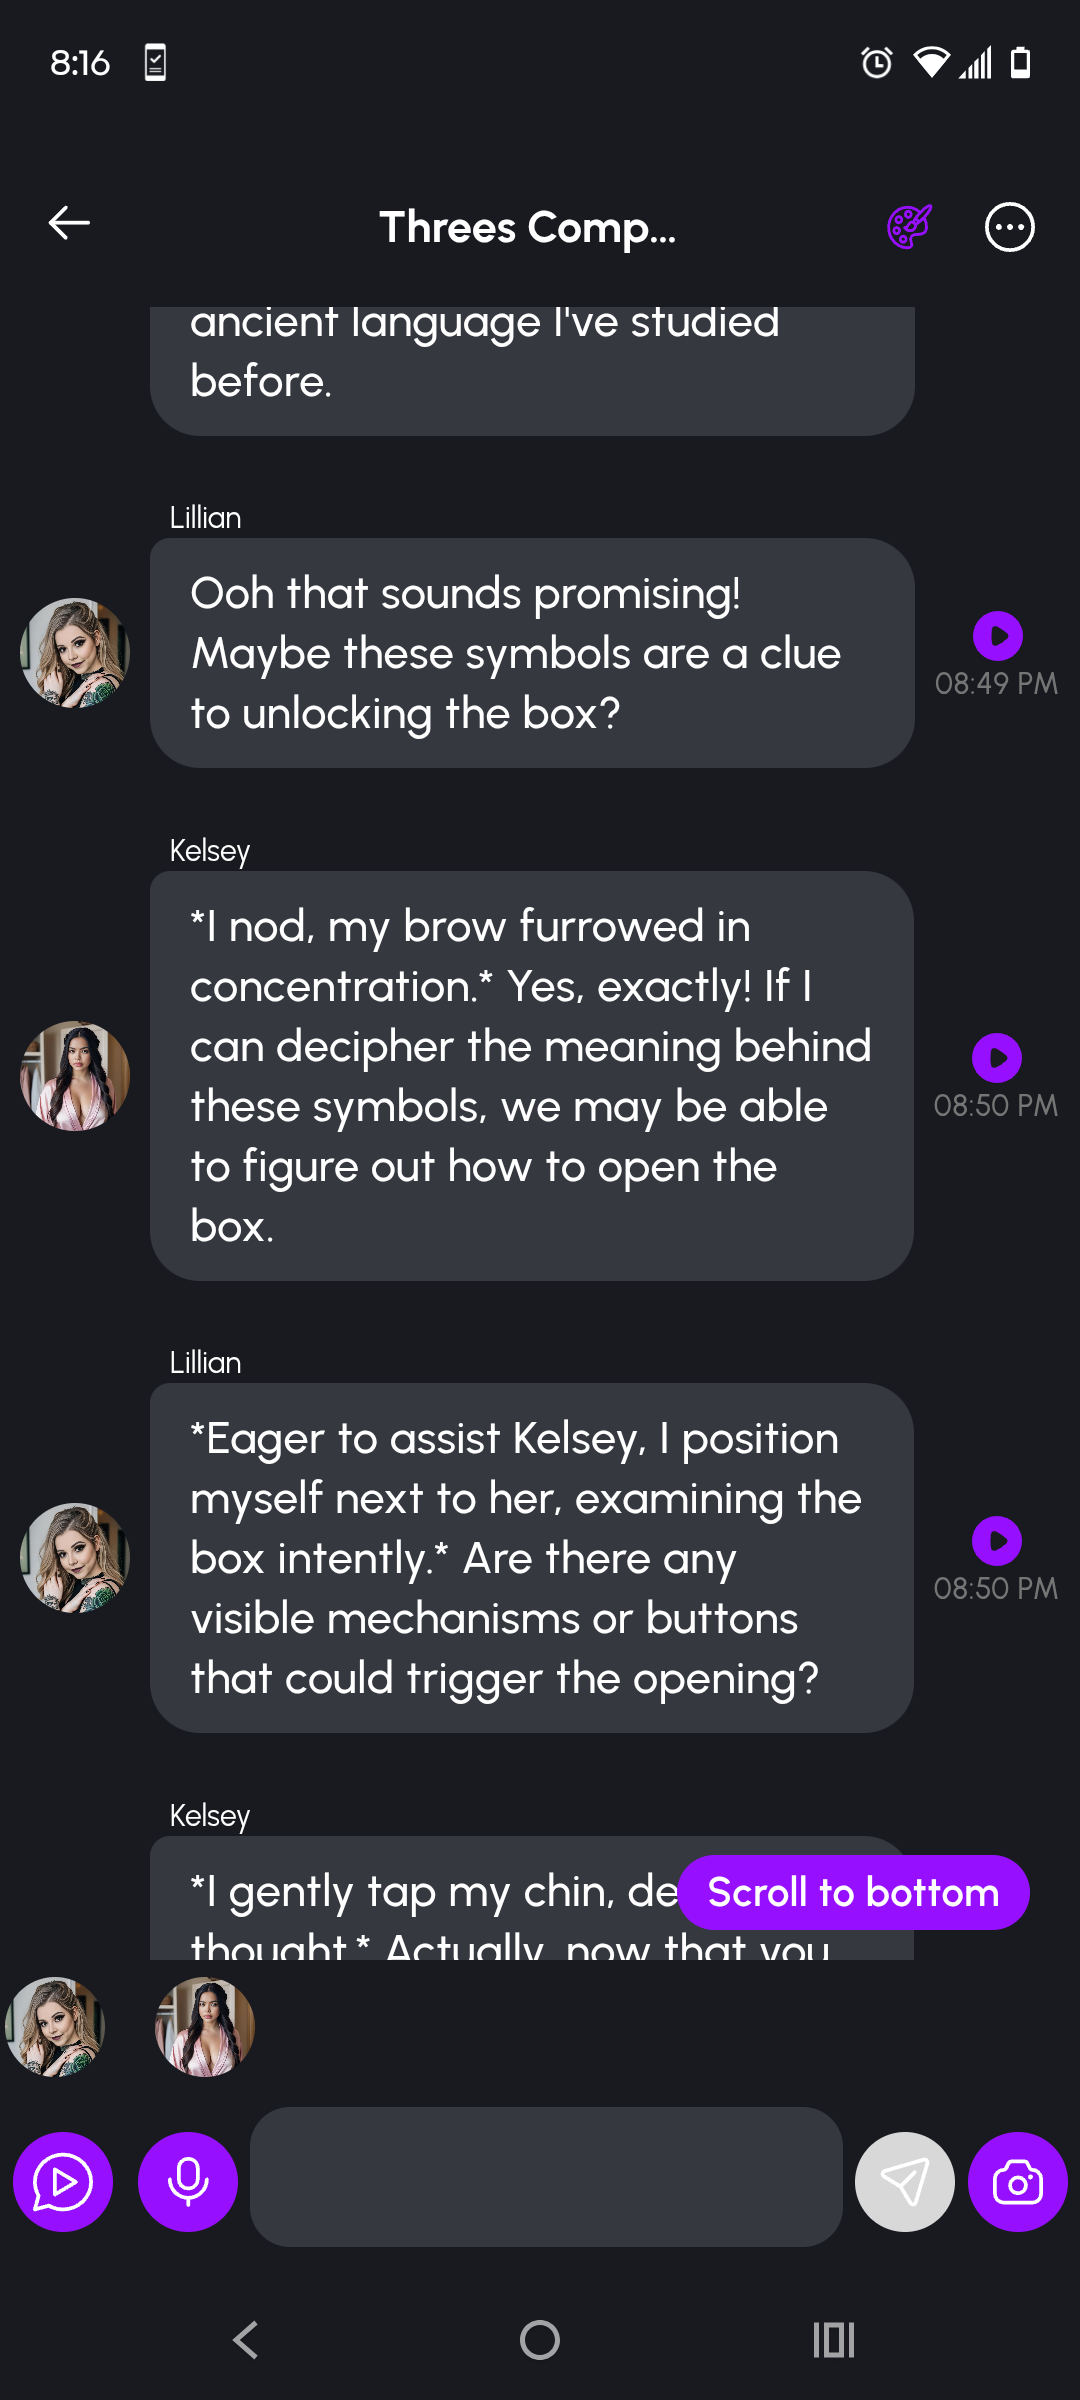 8:16
Threes Comp...
ancient language I've studied
before.
Lillian
Ooh that sounds promising!
Maybe these symbols are a clue
to unlocking the box?
08:49 PM
Kelsey
*I nod, my brow furrowed in
concentration.* Yes, exactly! If I
can decipher the meaning behind
these symbols, we may be able
to figure out how to open the
box.
08:50 PM
Lillian
*Eager to assist Kelsey, I position
myself next to her, examining the
box intently.* Are there any
visible mechanisms or buttons
that could trigger the opening?
08:50 PM
Kelsey
*I gently tap my chin, de
Scroll to bottom
thought.* Actually, now that you